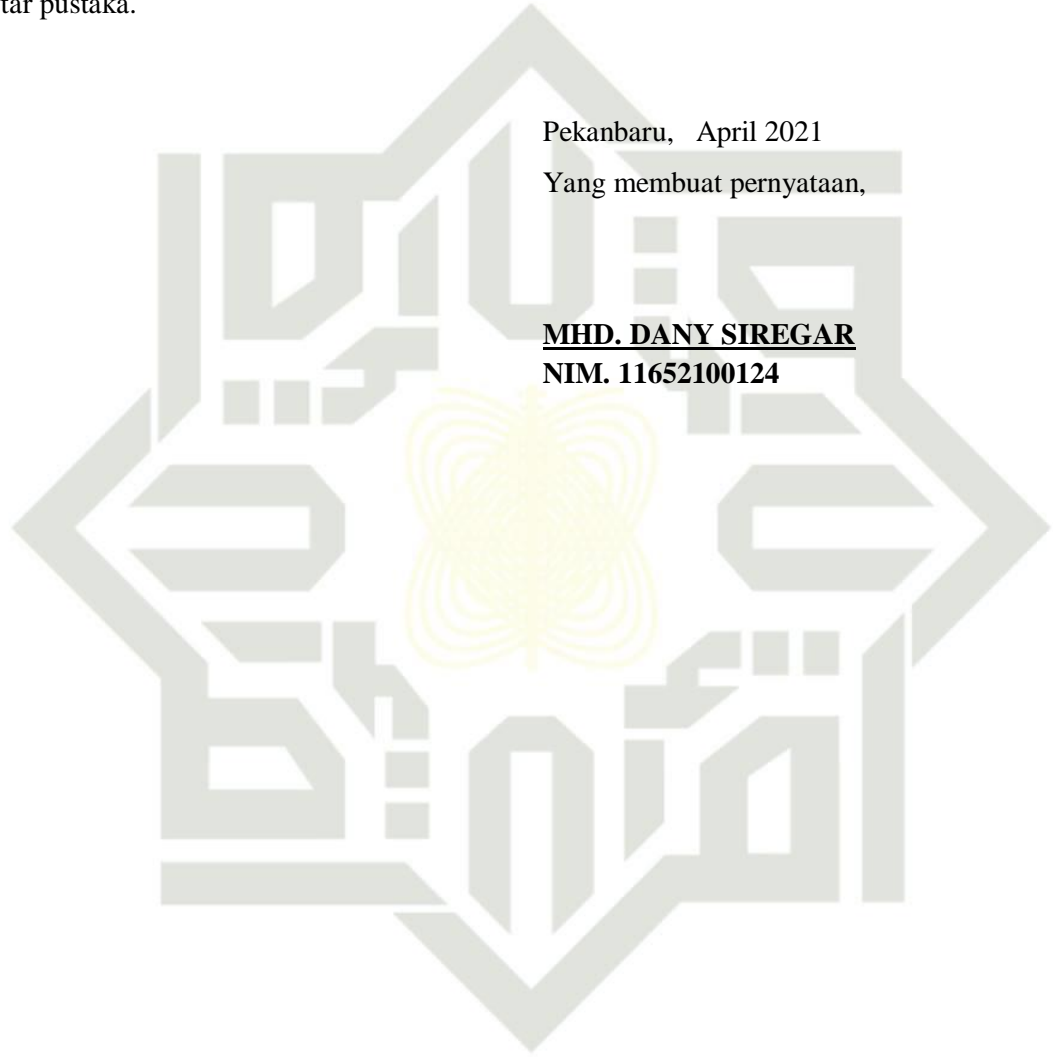 tar pustaka.
Pekanbaru, April 2021
Yang membuat pernyataan,
MHD. DANY SIREGAR
NIM. 11652100124